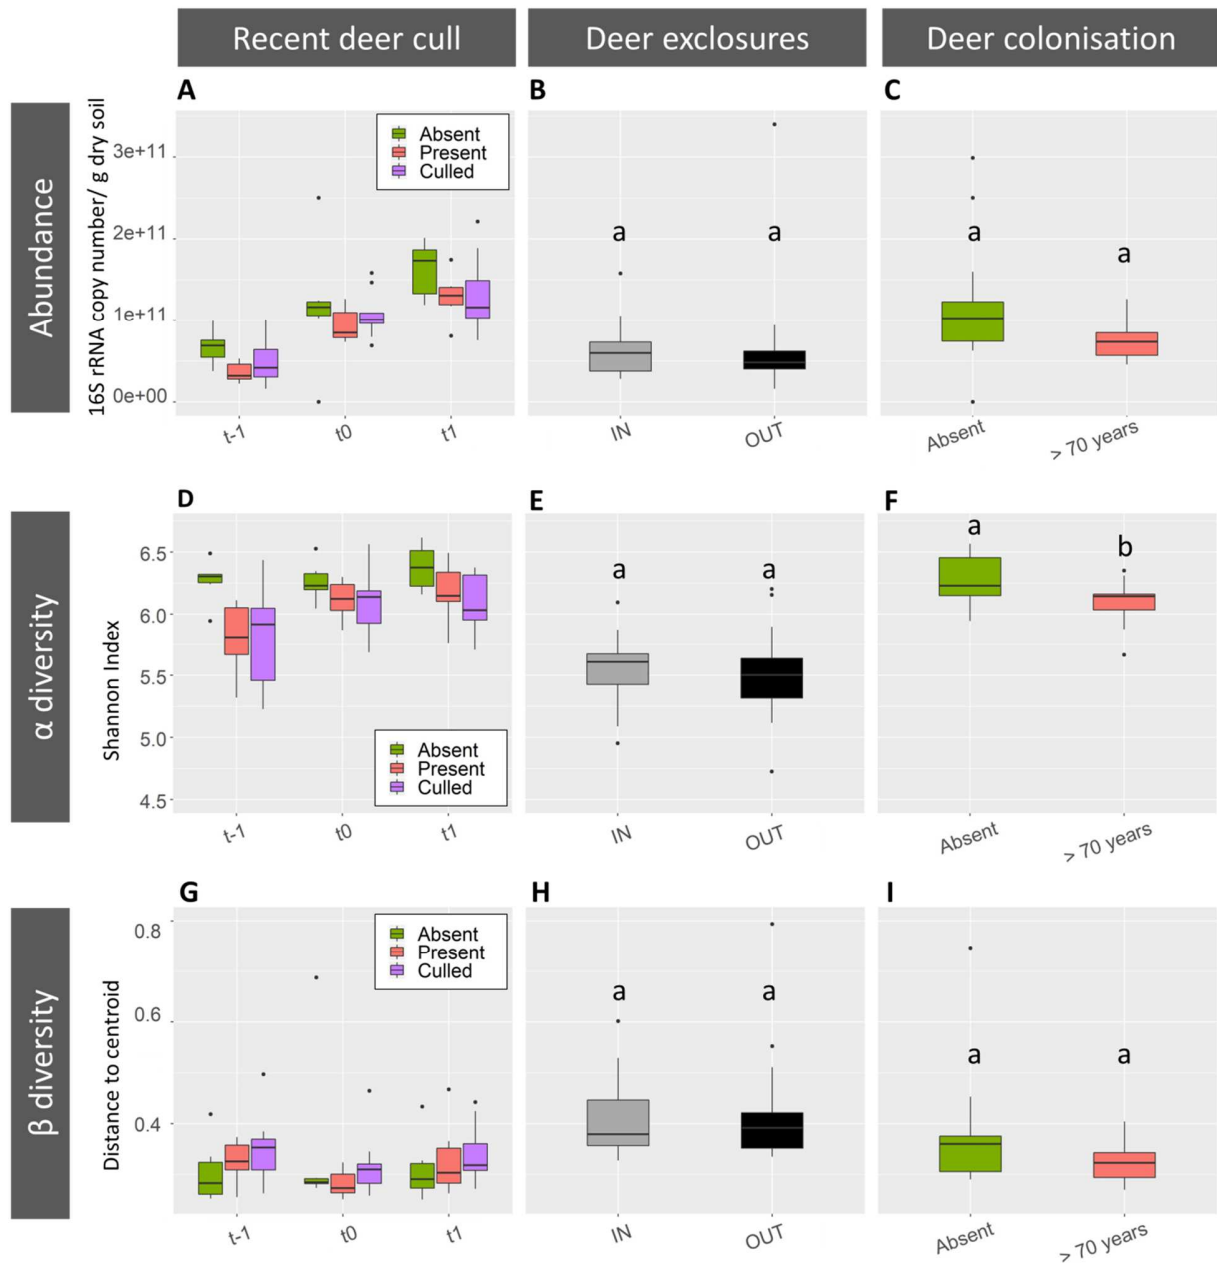 Recent deer cull
Deer exclosures
Deer colonisation
A
B
C
Abundance
16S rRNA copy number/ g dry soil
3e+11
2e+11
1e+11
0e+00
Absent
Present
Culled
a
a
a
a
t-1
t0
t1
IN
OUT
Absent
> 70 years
D
E
F
α diversity
Shannon Index
6.5
6.0
5.5
5.0
4.5
Absent
Present
Culled
a
a
a
b
t-1
t0
t1
IN
OUT
Absent
> 70 years
G
H
I
β diversity
Distance to centroid
0.8
0.6
0.4
Absent
Present
Culled
a
a
a
a
t-1
t0
t1
IN
OUT
Absent
> 70 years